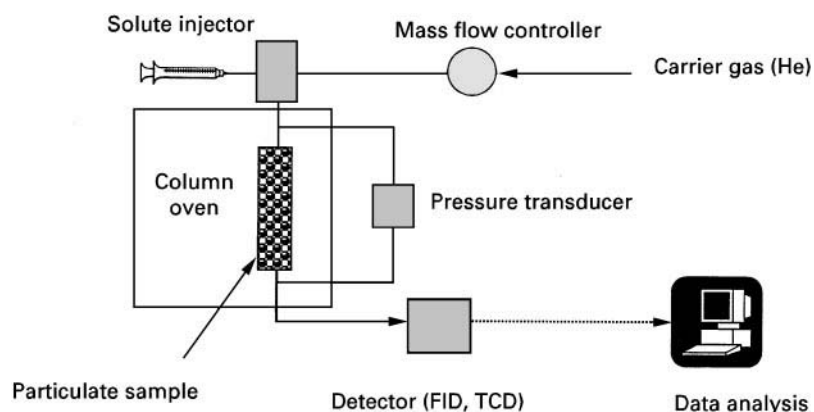 Solute injector
Mass flow controller
Carrier gas (He)
Column
oven
Pressure transducer
Particulate sample
Detector (FID, TCD)
Data analysis